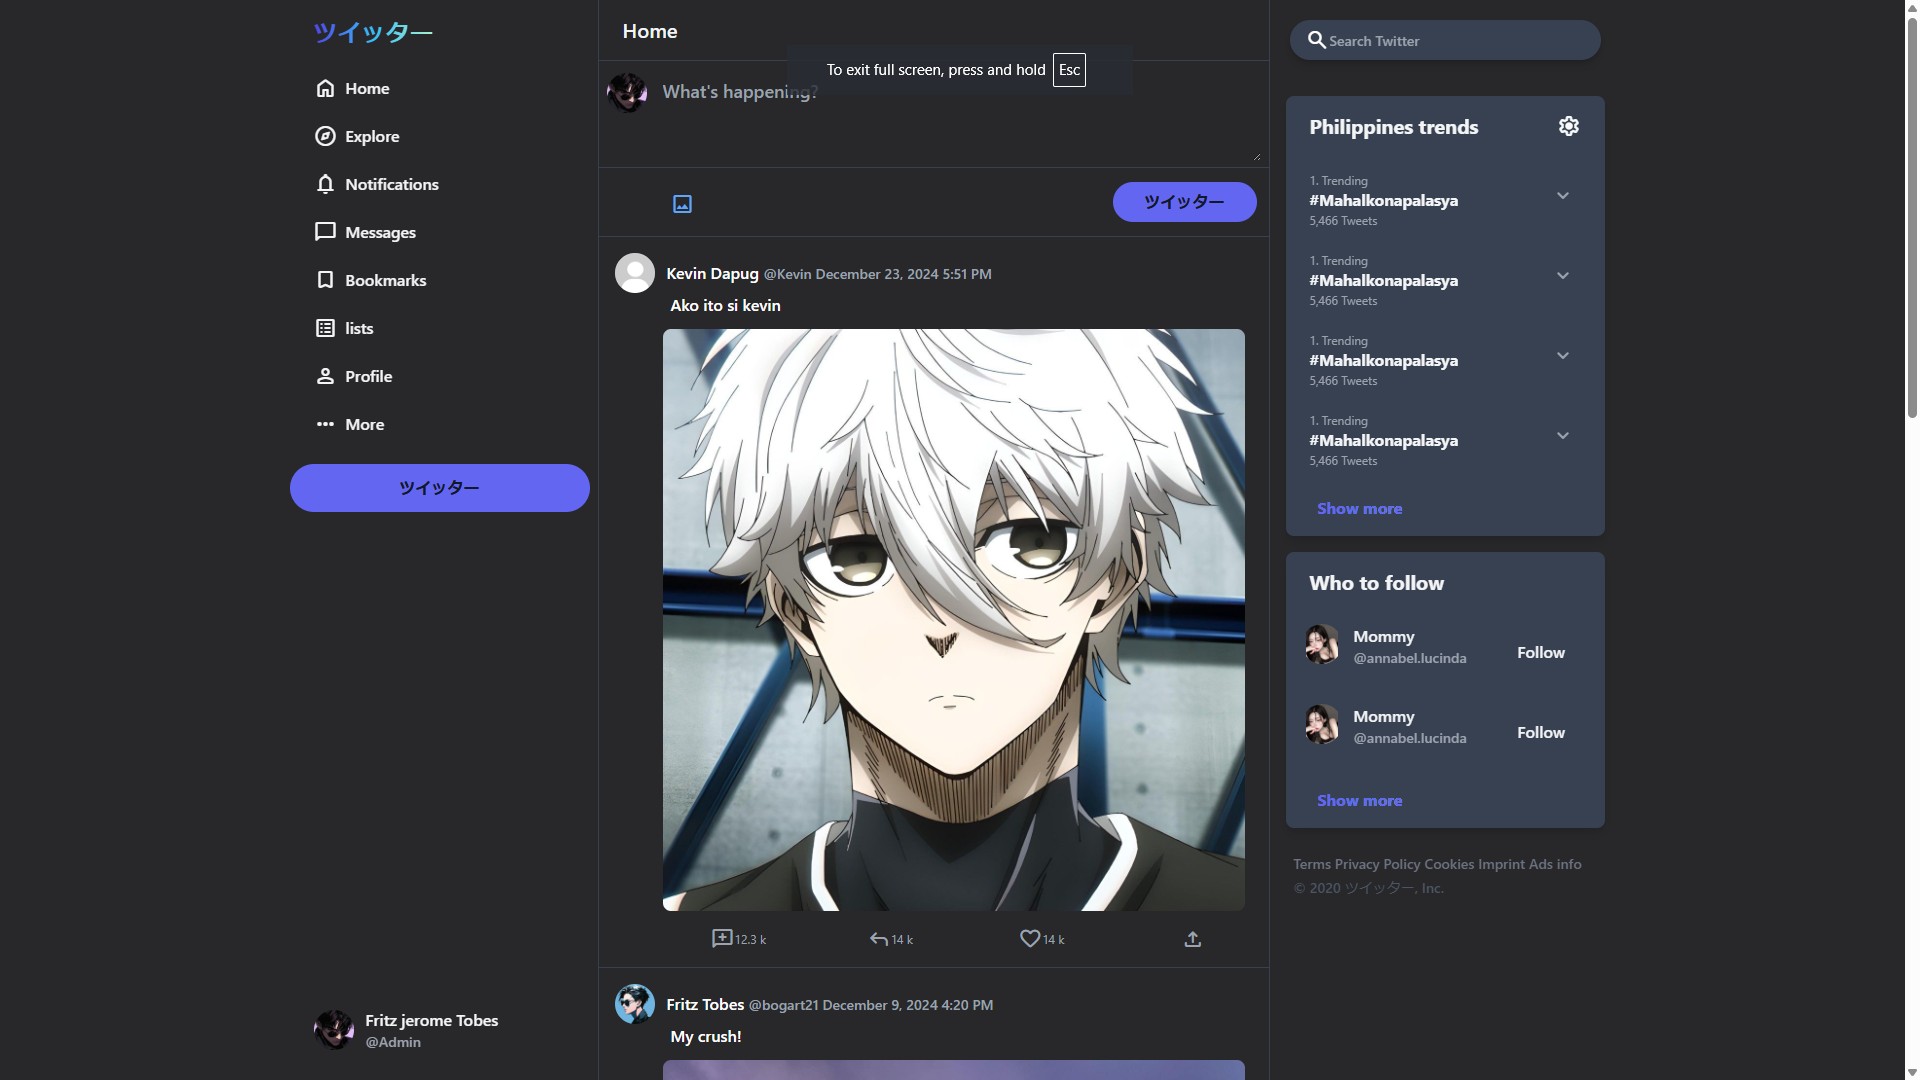 ツイッター
Home
Explore
Notifications
Messages
Bookmarks
lists
Profile
More
ツイッター
Fritz jerome Tobes
@Admin
Home
To exit full screen, press and hold Esc
What's happening?
ツイッター
Kevin Dapug @Kevin December 23, 2024 5:51 PM
Ako ito si kevin
12.3 k
14 k
14 k
Fritz Tobes @bogart21 December 9, 2024 4:20 PM
My crush!
Search Twitter
Philippines trends
1. Trending
#Mahalkonapalasya
5,466 Tweets
1. Trending
#Mahalkonapalasya
5,466 Tweets
1. Trending
#Mahalkonapalasya
5,466 Tweets
1. Trending
#Mahalkonapalasya
5,466 Tweets
Show more
Who to follow
Mommy
@annabel.lucinda
Follow
Mommy
@annabel.lucinda
Follow
Show more
Terms Privacy Policy Cookies Imprint Ads info
© 2020 ツイッター, Inc.